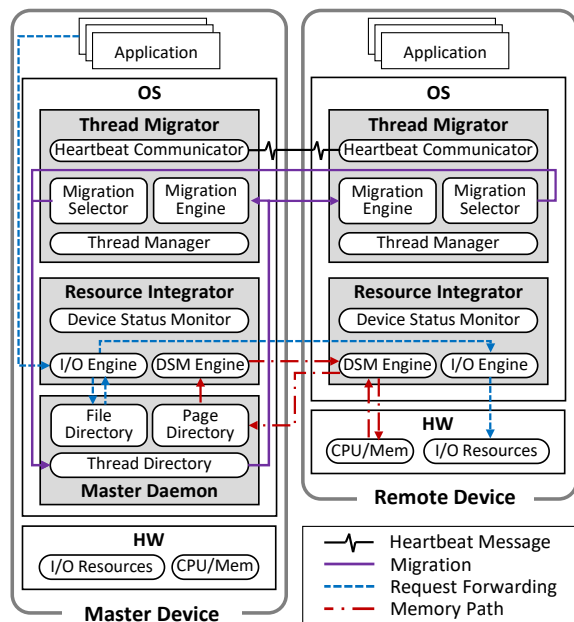 Application
OS
Thread Migrator
Heartbeat Communicator
Migration
Selector
Migration
Engine
Thread Manager
Resource Integrator
Device Status Monitor
I/O Engine
DSM Engine
File
Directory
Page
Directory
Thread Directory
Master Daemon
HW
I/O Resources
CPU/Mem
Master Device
Application
OS
Thread Migrator
Heartbeat Communicator
Migration
Engine
Migration
Selector
Thread Manager
Resource Integrator
Device Status Monitor
DSM Engine
I/O Engine
HW
CPU/Mem
I/O Resources
Remote Device
Heartbeat Message
Migration
Request Forwarding
Memory Path